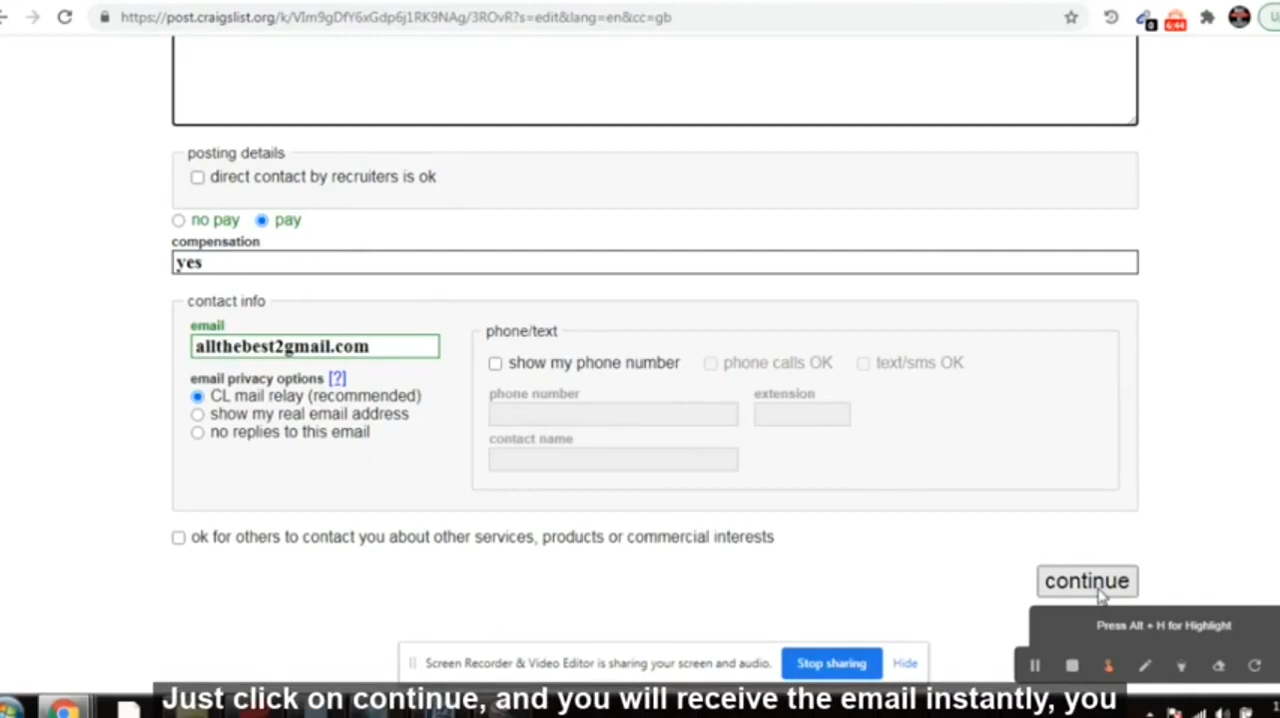 https://post.craigslist.org/k/VIm9gDfY6xGdp6j1RK9NAg/3ROvR?s=edit&lang=en&cc=gb
0
6:44
posting details
direct contact by recruiters is ok
no pay pay
compensation
yes
contact info
email
allthebest2gmail.com
email privacy options [?]
CL mail relay (recommended)
show my real email address
no replies to this email
phone/text
show my phone number phone calls OK text/sms OK
phone number extension
contact name
ok for others to contact you about other services, products or commercial interests
continue
Press Alt + H for Highlight
Screen Recorder & Video Editor is sharing your screen and audio. Stop sharing Hide
Just click on continue, and you will receive the email instantly, you